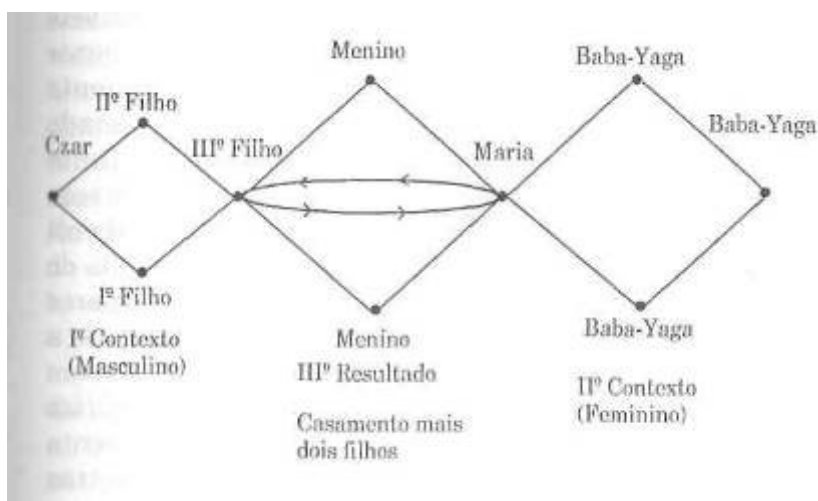 Menino
Baba-Yaga
IIº Filho
Baba-Yaga
Czar
IIIº Filho
Maria
Iº Filho
Menino
Baba-Yaga
Iº Contexto
(Masculino)
IIIº Resultado
IIº Contexto
(Feminino)
Casamento mais
dois filhos